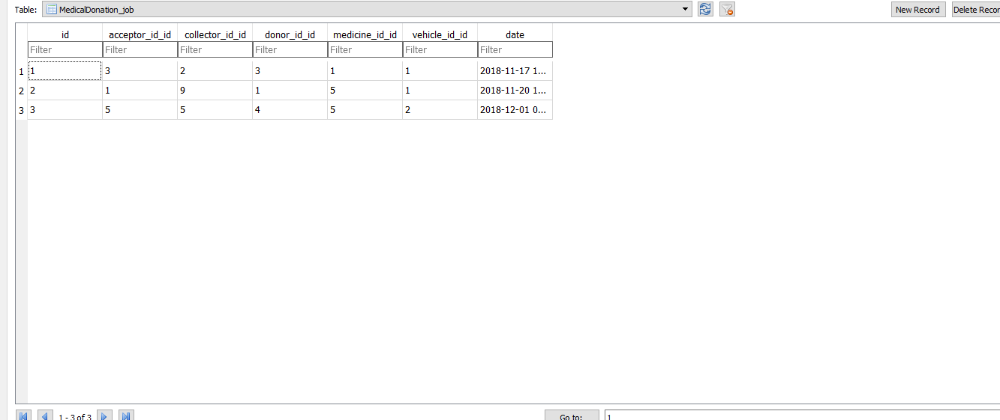 Table: MedicalDonation_job New Record Delete Recor
id acceptor_id_id collector_id_id donor_id_id medicine_id_id vehicle_id_id date
Filter Filter Filter Filter Filter Filter Filter
1 1 3 2 3 1 1 2018-11-17 1...
2 2 1 9 1 5 1 2018-11-20 1...
3 3 5 5 4 5 2 2018-12-01 0...
1 - 3 of 3 Go to: 1